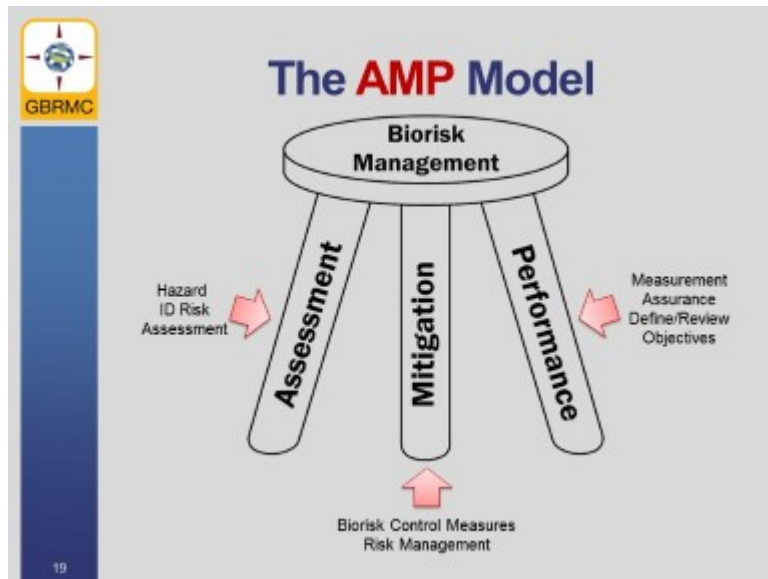 GBRMC
The AMP Model
Biorisk
Management
Assessment
Mitigation
Performance
Hazard
ID Risk
Assessment
Measurement
Assurance
Define/Review
Objectives
Biorisk Control Measures
Risk Management
19